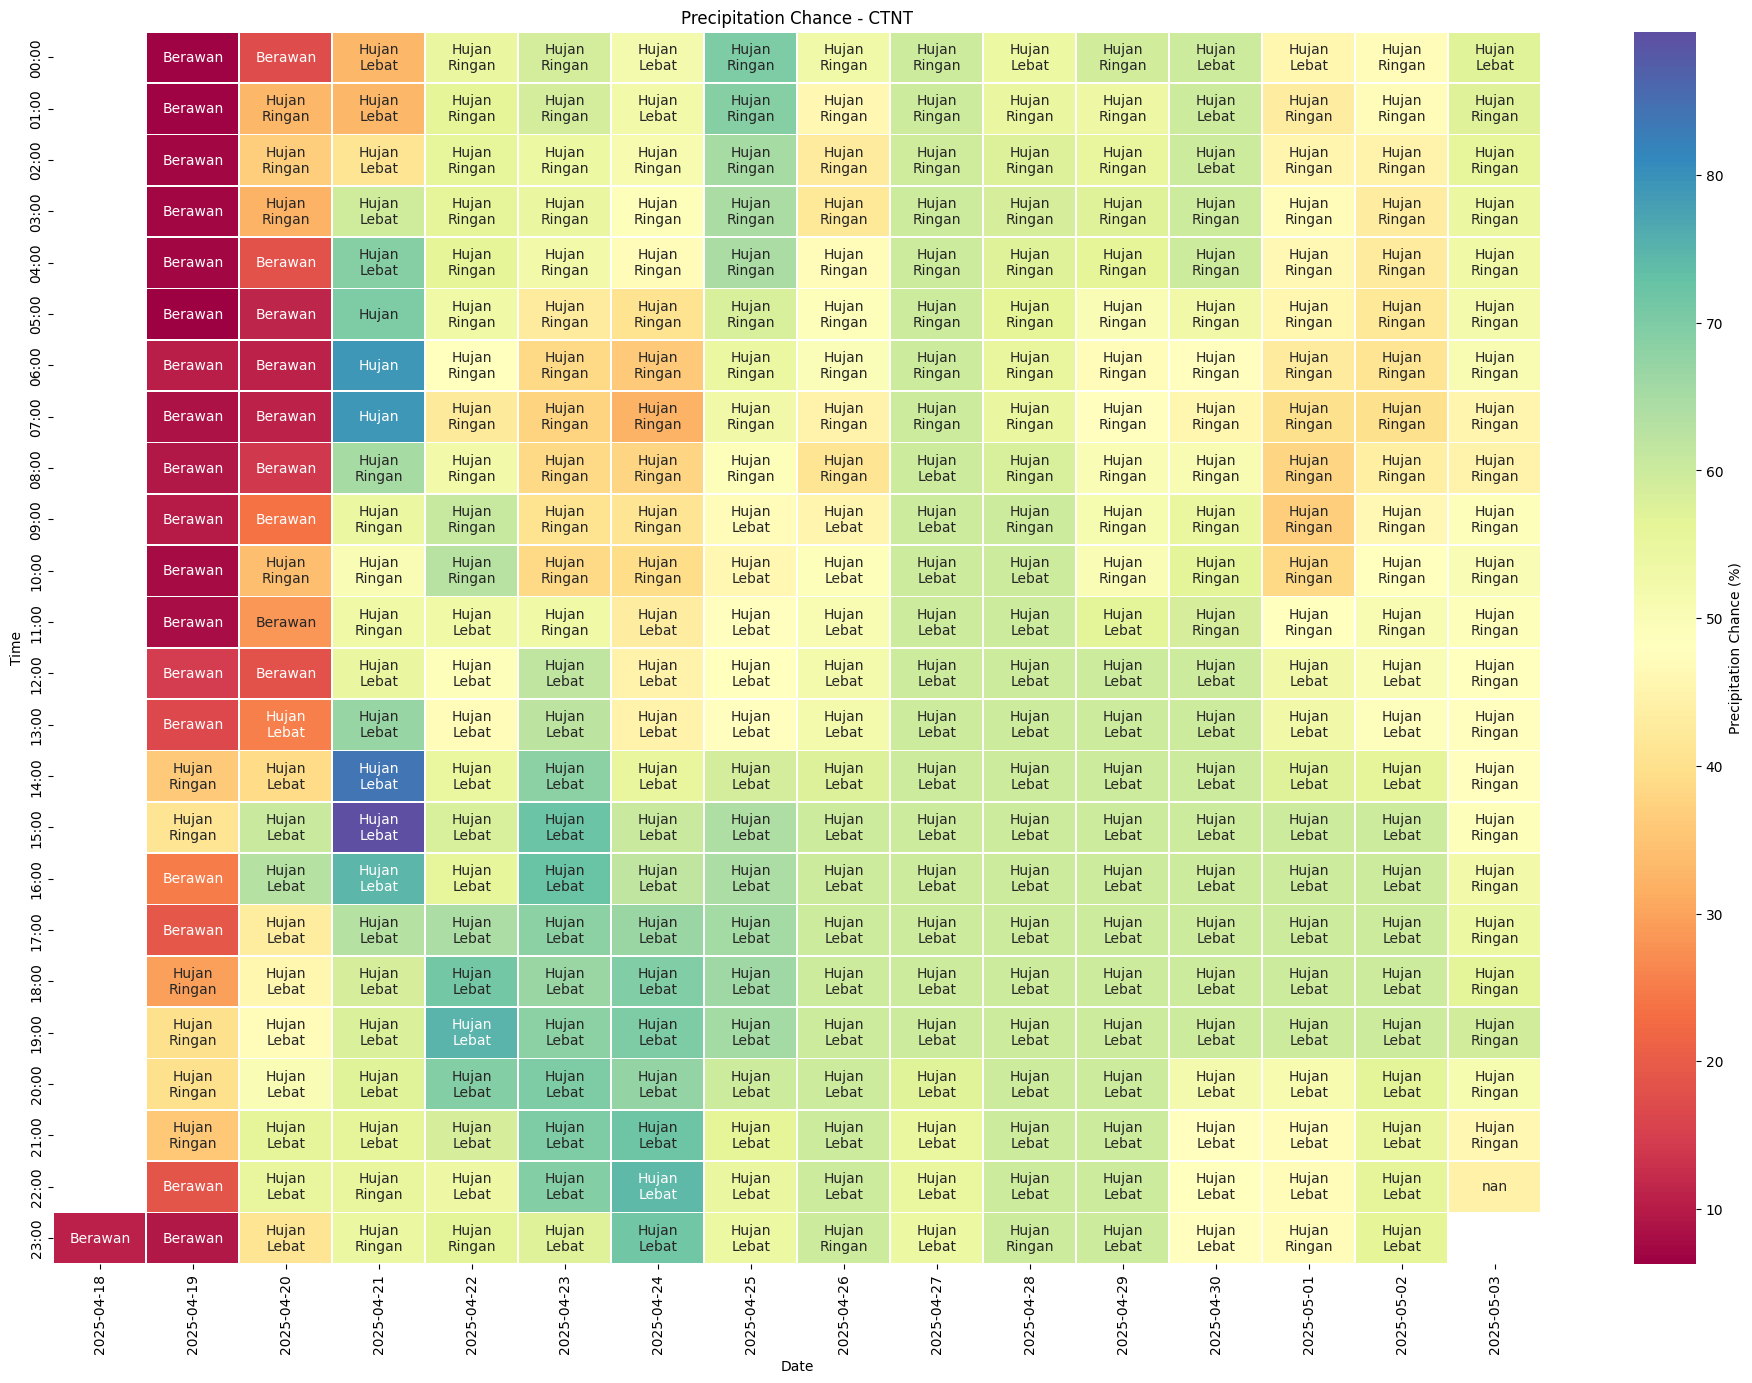 Precipitation Chance - CTNT
00:00 Berawan Berawan Hujan Lebat Hujan Ringan Hujan Ringan Hujan Lebat Hujan Ringan Hujan Ringan Hujan Ringan Hujan Lebat Hujan Ringan Hujan Lebat Hujan Lebat Hujan Ringan Hujan Lebat
01:00 Berawan Hujan Ringan Hujan Lebat Hujan Ringan Hujan Ringan Hujan Lebat Hujan Ringan Hujan Ringan Hujan Ringan Hujan Ringan Hujan Ringan Hujan Lebat Hujan Ringan Hujan Ringan Hujan Ringan
02:00 Berawan Hujan Ringan Hujan Lebat Hujan Ringan Hujan Ringan Hujan Ringan Hujan Ringan Hujan Ringan Hujan Ringan Hujan Ringan Hujan Ringan Hujan Lebat Hujan Ringan Hujan Ringan Hujan Ringan
03:00 Berawan Hujan Ringan Hujan Lebat Hujan Ringan Hujan Ringan Hujan Ringan Hujan Ringan Hujan Ringan Hujan Ringan Hujan Ringan Hujan Ringan Hujan Ringan Hujan Ringan Hujan Ringan Hujan Ringan
04:00 Berawan Berawan Hujan Lebat Hujan Ringan Hujan Ringan Hujan Ringan Hujan Ringan Hujan Ringan Hujan Ringan Hujan Ringan Hujan Ringan Hujan Ringan Hujan Ringan Hujan Ringan Hujan Ringan
05:00 Berawan Berawan Hujan Hujan Ringan Hujan Ringan Hujan Ringan Hujan Ringan Hujan Ringan Hujan Ringan Hujan Ringan Hujan Ringan Hujan Ringan Hujan Ringan Hujan Ringan Hujan Ringan
06:00 Berawan Berawan Hujan Hujan Ringan Hujan Ringan Hujan Ringan Hujan Ringan Hujan Ringan Hujan Ringan Hujan Ringan Hujan Ringan Hujan Ringan Hujan Ringan Hujan Ringan Hujan Ringan
07:00 Berawan Berawan Hujan Hujan Ringan Hujan Ringan Hujan Ringan Hujan Ringan Hujan Ringan Hujan Ringan Hujan Ringan Hujan Ringan Hujan Ringan Hujan Ringan Hujan Ringan Hujan Ringan
08:00 Berawan Berawan Hujan Ringan Hujan Ringan Hujan Ringan Hujan Ringan Hujan Ringan Hujan Ringan Hujan Lebat Hujan Ringan Hujan Ringan Hujan Ringan Hujan Ringan Hujan Ringan Hujan Ringan
09:00 Berawan Berawan Hujan Ringan Hujan Ringan Hujan Ringan Hujan Ringan Hujan Lebat Hujan Lebat Hujan Lebat Hujan Ringan Hujan Ringan Hujan Ringan Hujan Ringan Hujan Ringan Hujan Ringan
10:00 Berawan Hujan Ringan Hujan Ringan Hujan Ringan Hujan Ringan Hujan Ringan Hujan Lebat Hujan Lebat Hujan Lebat Hujan Lebat Hujan Ringan Hujan Ringan Hujan Ringan Hujan Ringan Hujan Ringan
11:00 Berawan Berawan Hujan Ringan Hujan Lebat Hujan Ringan Hujan Lebat Hujan Lebat Hujan Lebat Hujan Lebat Hujan Lebat Hujan Lebat Hujan Ringan Hujan Ringan Hujan Ringan Hujan Ringan
12:00 Berawan Berawan Hujan Lebat Hujan Lebat Hujan Lebat Hujan Lebat Hujan Lebat Hujan Lebat Hujan Lebat Hujan Lebat Hujan Lebat Hujan Lebat Hujan Lebat Hujan Lebat Hujan Ringan
13:00 Berawan Hujan Lebat Hujan Lebat Hujan Lebat Hujan Lebat Hujan Lebat Hujan Lebat Hujan Lebat Hujan Lebat Hujan Lebat Hujan Lebat Hujan Lebat Hujan Lebat Hujan Lebat Hujan Ringan
14:00 Hujan Ringan Hujan Lebat Hujan Lebat Hujan Lebat Hujan Lebat Hujan Lebat Hujan Lebat Hujan Lebat Hujan Lebat Hujan Lebat Hujan Lebat Hujan Lebat Hujan Lebat Hujan Lebat Hujan Ringan
15:00 Hujan Ringan Hujan Lebat Hujan Lebat Hujan Lebat Hujan Lebat Hujan Lebat Hujan Lebat Hujan Lebat Hujan Lebat Hujan Lebat Hujan Lebat Hujan Lebat Hujan Lebat Hujan Lebat Hujan Ringan
16:00 Berawan Hujan Lebat Hujan Lebat Hujan Lebat Hujan Lebat Hujan Lebat Hujan Lebat Hujan Lebat Hujan Lebat Hujan Lebat Hujan Lebat Hujan Lebat Hujan Lebat Hujan Lebat Hujan Ringan
17:00 Berawan Hujan Lebat Hujan Lebat Hujan Lebat Hujan Lebat Hujan Lebat Hujan Lebat Hujan Lebat Hujan Lebat Hujan Lebat Hujan Lebat Hujan Lebat Hujan Lebat Hujan Lebat Hujan Ringan
18:00 Hujan Ringan Hujan Lebat Hujan Lebat Hujan Lebat Hujan Lebat Hujan Lebat Hujan Lebat Hujan Lebat Hujan Lebat Hujan Lebat Hujan Lebat Hujan Lebat Hujan Lebat Hujan Lebat Hujan Ringan
19:00 Hujan Ringan Hujan Lebat Hujan Lebat Hujan Lebat Hujan Lebat Hujan Lebat Hujan Lebat Hujan Lebat Hujan Lebat Hujan Lebat Hujan Lebat Hujan Lebat Hujan Lebat Hujan Lebat Hujan Ringan
20:00 Hujan Ringan Hujan Lebat Hujan Lebat Hujan Lebat Hujan Lebat Hujan Lebat Hujan Lebat Hujan Lebat Hujan Lebat Hujan Lebat Hujan Lebat Hujan Lebat Hujan Lebat Hujan Lebat Hujan Ringan
21:00 Hujan Ringan Hujan Lebat Hujan Lebat Hujan Lebat Hujan Lebat Hujan Lebat Hujan Lebat Hujan Lebat Hujan Lebat Hujan Lebat Hujan Lebat Hujan Lebat Hujan Lebat Hujan Lebat Hujan Ringan
22:00 Berawan Hujan Lebat Hujan Ringan Hujan Lebat Hujan Lebat Hujan Lebat Hujan Lebat Hujan Lebat Hujan Lebat Hujan Lebat Hujan Lebat Hujan Lebat Hujan Lebat Hujan Lebat nan
23:00 Berawan Berawan Hujan Lebat Hujan Ringan Hujan Ringan Hujan Lebat Hujan Lebat Hujan Lebat Hujan Ringan Hujan Lebat Hujan Ringan Hujan Lebat Hujan Lebat Hujan Ringan Hujan Lebat
Time
2025-04-18 2025-04-19 2025-04-20 2025-04-21 2025-04-22 2025-04-23 2025-04-24 2025-04-25 2025-04-26 2025-04-27 2025-04-28 2025-04-29 2025-04-30 2025-05-01 2025-05-02 2025-05-03
Date
80
70
60
50
40
30
20
10
Precipitation Chance (%)